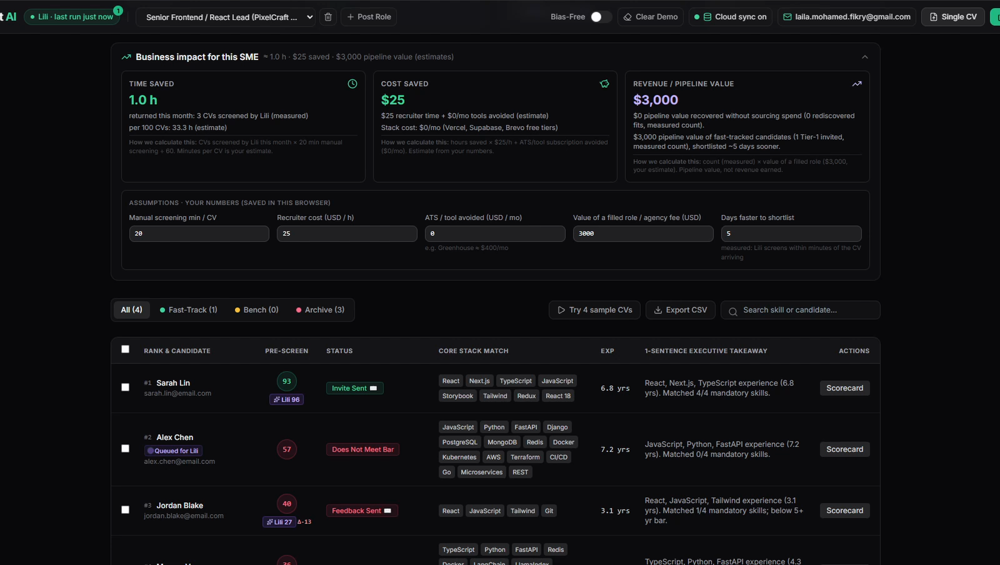 t AI
Lili · last run just now
1
Senior Frontend / React Lead (PixelCraft ...
Post Role
Bias-Free
Clear Demo
Cloud sync on
laila.mohamed.fikry@gmail.com
Single CV
Business impact for this SME ≈ 1.0 h · $25 saved · $3,000 pipeline value (estimates)
TIME SAVED
1.0 h
returned this month: 3 CVs screened by Lili (measured)
per 100 CVs: 33.3 h (estimate)
How we calculate this: CVs screened by Lili this month × 20 min manual
screening ÷ 60. Minutes per CV is your estimate.
COST SAVED
$25
$25 recruiter time + $0/mo tools avoided (estimate)
Stack cost: $0/mo (Vercel, Supabase, Brevo free tiers)
How we calculate this: hours saved × $25/h + ATS/tool subscription avoided
($0/mo). Estimate from your numbers.
REVENUE / PIPELINE VALUE
$3,000
$0 pipeline value recovered without sourcing spend (0 rediscovered
fits, measured count).
$3,000 pipeline value of fast-tracked candidates (1 Tier-1 invited,
measured count), shortlisted ~5 days sooner.
How we calculate this: count (measured) × value of a filled role ($3,000,
your estimate). Pipeline value, not revenue earned.
ASSUMPTIONS · YOUR NUMBERS (SAVED IN THIS BROWSER)
Manual screening min / CV
20
Recruiter cost (USD / h)
25
ATS / tool avoided (USD / mo)
0
e.g. Greenhouse ≈ $400/mo
Value of a filled role / agency fee (USD)
3000
Days faster to shortlist
5
measured: Lili screens within minutes of the CV
arriving
All (4)
Fast-Track (1)
Bench (0)
Archive (3)
Try 4 sample CVs
Export CSV
Search skill or candidate...
RANK & CANDIDATE
PRE-SCREEN
STATUS
CORE STACK MATCH
EXP
1-SENTENCE EXECUTIVE TAKEAWAY
ACTIONS
#1 Sarah Lin
sarah.lin@email.com
93
Lili 96
Invite Sent
React Next.js TypeScript JavaScript
Storybook Tailwind Redux React 18
6.8 yrs
React, Next.js, TypeScript experience (6.8
yrs). Matched 4/4 mandatory skills.
Scorecard
#2 Alex Chen
Queued for Lili
alex.chen@email.com
57
Does Not Meet Bar
JavaScript Python FastAPI Django
PostgreSQL MongoDB Redis Docker
Kubernetes AWS Terraform CI/CD
Go Microservices REST
7.2 yrs
JavaScript, Python, FastAPI experience (7.2
yrs). Matched 0/4 mandatory skills.
Scorecard
#3 Jordan Blake
jordan.blake@email.com
40
Lili 27 Δ-13
Feedback Sent
React JavaScript Tailwind Git
3.1 yrs
React, JavaScript, Tailwind experience (3.1
yrs). Matched 1/4 mandatory skills; below 5+
yr bar.
Scorecard
TypeScript Python FastAPI Redis
Docker LangChain LlamaIndex
TypeScript, Python, FastAPI experience (4.3